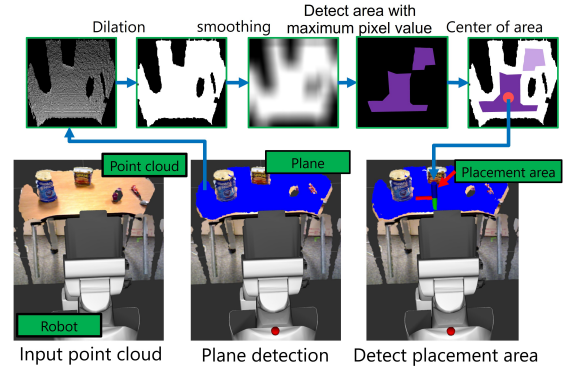 Dilation
smoothing
Detect area with
maximum pixel value
Center of area
Point cloud
Plane
Placement area
Robot
Input point cloud
Plane detection
Detect placement area